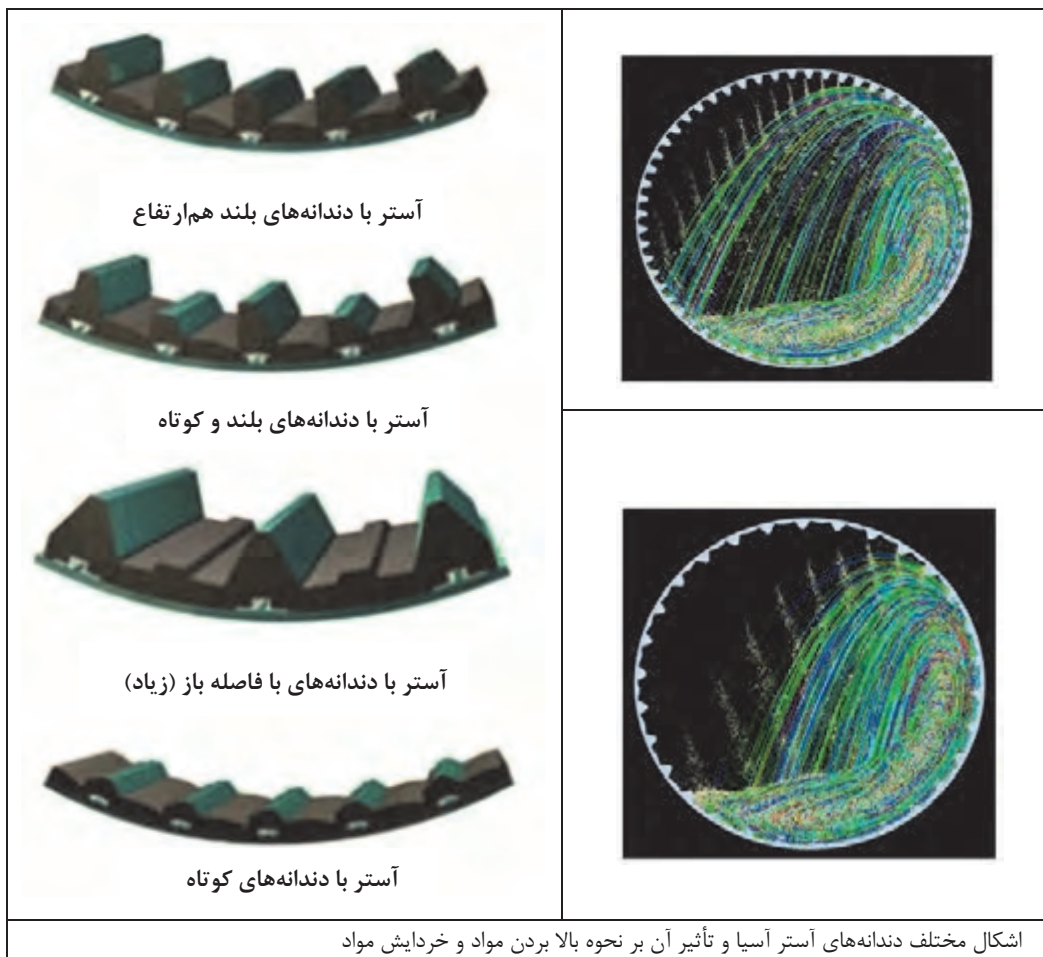 آستر با دندانه‌های بلند هم‌ارتفاع
آستر با دندانه‌های بلند و کوتاه
آستر با دندانه‌های با فاصله باز (زیاد)
آستر با دندانه‌های کوتاه
اشکال مختلف دندانه‌های آستر آسیا و تأثیر آن بر نحوه بالا بردن مواد و خردایش مواد